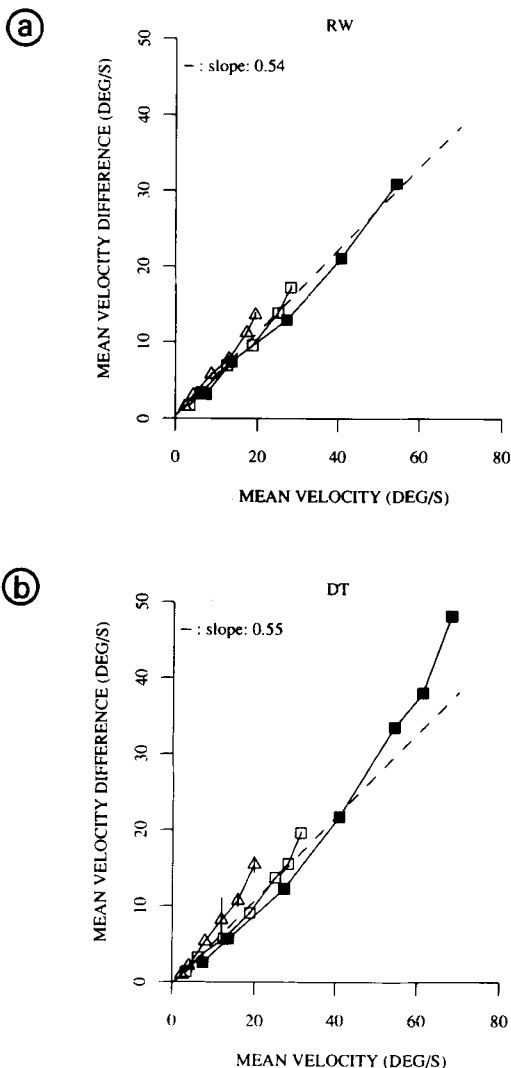 a
RW
50
– : slope: 0.54
40
30
20
10
0
MEAN VELOCITY DIFFERENCE (DEG/S)
0 20 40 60 80
MEAN VELOCITY (DEG/S)
b
DT
50
– : slope: 0.55
40
30
20
10
0
MEAN VELOCITY DIFFERENCE (DEG/S)
0 20 40 60 80
MEAN VELOCITY (DEG/S)